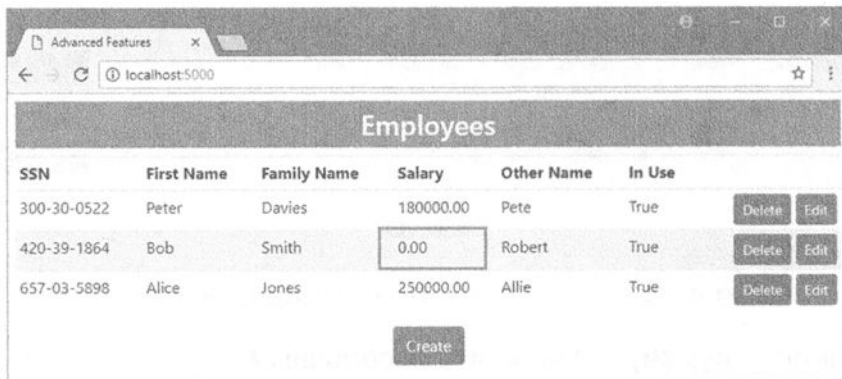 Advanced Features
localhost:5000
Employees
SSN First Name Family Name Salary Other Name In Use
300-30-0522 Peter Davies 180000.00 Pete True Delete Edit
420-39-1864 Bob Smith 0.00 Robert True Delete Edit
657-03-5898 Alice Jones 250000.00 Allie True Delete Edit
Create